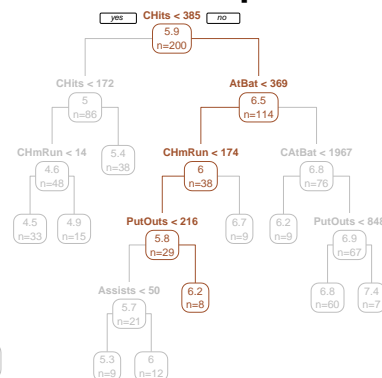 yes CHits < 385 no
5.9
n=200
CHits < 172 AtBat < 369
5 6.5
n=86 n=114
CHmRun < 14 CHmRun < 174 CAtBat < 1967
4.6 5.4 6 6.8
n=48 n=38 n=38 n=76
PutOuts < 216 PutOuts < 848
4.5 4.9 5.8 6.7 6.2 6.9
n=33 n=15 n=29 n=9 n=9 n=67
Assists < 50
5.7 6.2 6.8 7.4
n=21 n=8 n=60 n=7
5.3 6
n=9 n=12